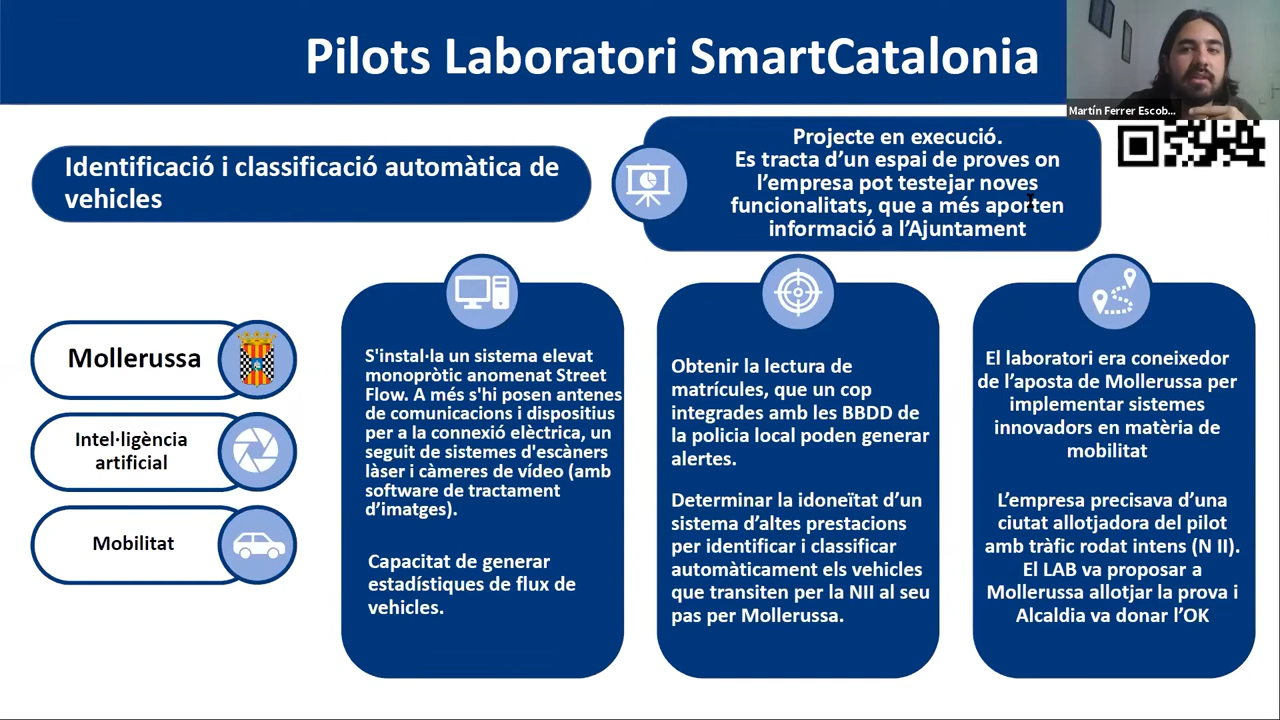 Pilots Laboratori SmartCatalonia
Martín Ferrer Escob...
Identificació i classificació automàtica de
vehicles
Projecte en execució.
Es tracta d’un espai de proves on
l’empresa pot testejar noves
funcionalitats, que a més aporten
informació a l’Ajuntament
Mollerussa
Intel·ligència
artificial
Mobilitat
S'instal·la un sistema elevat
monopròtic anomenat Street
Flow. A més s'hi posen antenes
de comunicacions i dispositius
per a la connexió elèctrica, un
seguit de sistemes d'escàners
làser i càmeres de vídeo (amb
software de tractament
d’imatges).
Capacitat de generar
estadístiques de flux de
vehicles.
Obtenir la lectura de
matrícules, que un cop
integrades amb les BBDD de
la policia local poden generar
alertes.
Determinar la idoneïtat d’un
sistema d’altes prestacions
per identificar i classificar
automàticament els vehicles
que transiten per la NII al seu
pas per Mollerussa.
El laboratori era coneixedor
de l’aposta de Mollerussa per
implementar sistemes
innovadors en matèria de
mobilitat
L’empresa precisava d’una
ciutat allotjadora del pilot
amb tràfic rodat intens (N II).
El LAB va proposar a
Mollerussa allotjar la prova i
Alcaldia va donar l’OK